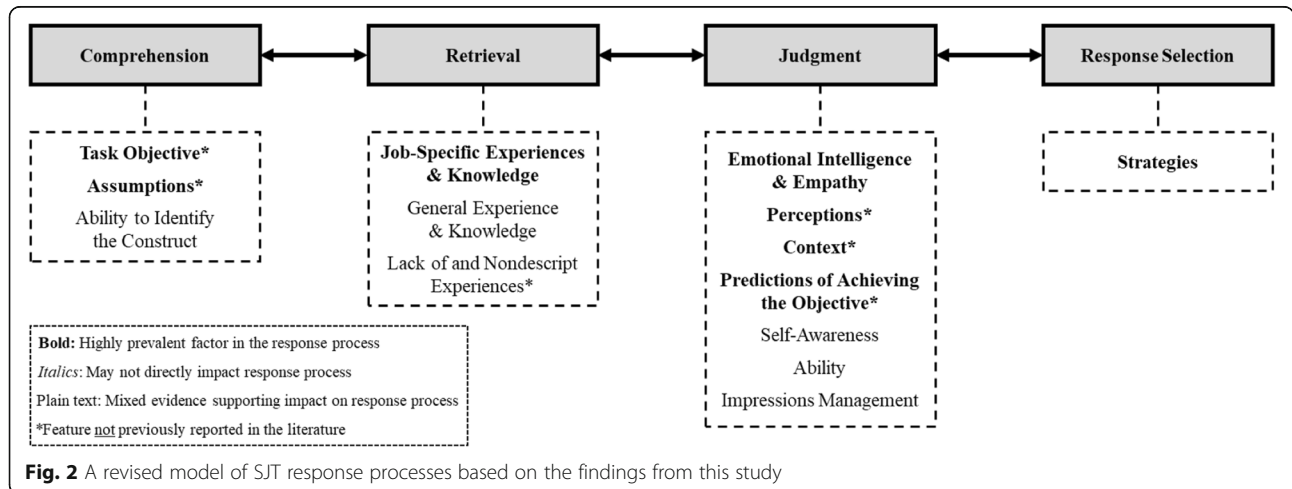 Comprehension
Retrieval
Judgment
Response Selection
Task Objective*
Assumptions*
Ability to Identify
the Construct
Job-Specific Experiences
& Knowledge
General Experience
& Knowledge
Lack of and Nondescript
Experiences*
Emotional Intelligence
& Empathy
Perceptions*
Context*
Predictions of Achieving
the Objective*
Self-Awareness
Ability
Impressions Management
Strategies
Bold: Highly prevalent factor in the response process
Italics: May not directly impact response process
Plain text: Mixed evidence supporting impact on response process
*Feature not previously reported in the literature
Fig. 2 A revised model of SJT response processes based on the findings from this study